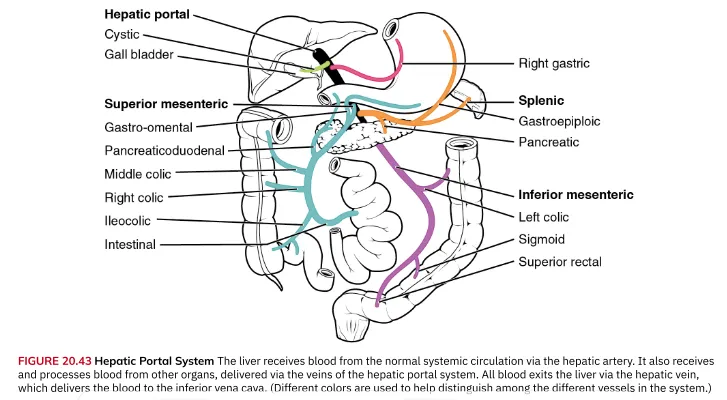 Hepatic portal
Cystic
Gall bladder
Right gastric
Superior mesenteric
Splenic
Gastro-omental
Gastroepiploic
Pancreaticoduodenal
Pancreatic
Middle colic
Right colic
Inferior mesenteric
Ileocolic
Left colic
Intestinal
Sigmoid
Superior rectal
FIGURE 20.43 Hepatic Portal System The liver receives blood from the normal systemic circulation via the hepatic artery. It also receives
and processes blood from other organs, delivered via the veins of the hepatic portal system. All blood exits the liver via the hepatic vein,
which delivers the blood to the inferior vena cava. (Different colors are used to help distinguish among the different vessels in the system.)